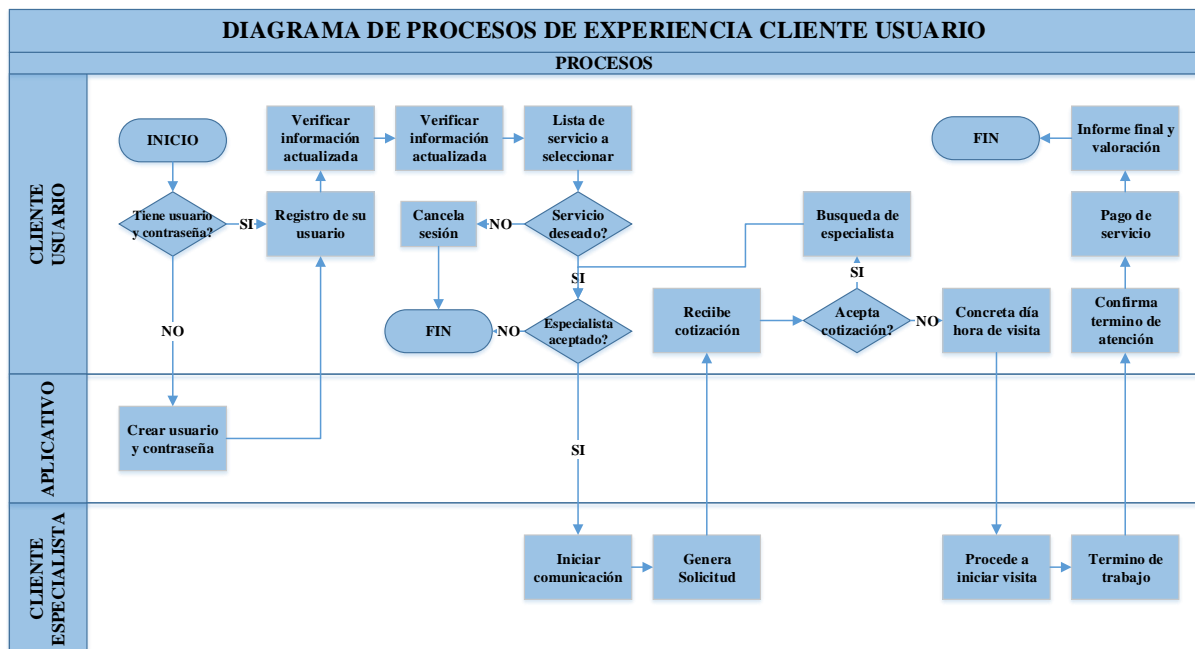 DIAGRAMA DE PROCESOS DE EXPERIENCIA CLIENTE USUARIO
PROCESOS
CLIENTE
USUARIO
INICIO
Verificar
información
actualizada
Verificar
información
actualizada
Lista de
servicio a
seleccionar
FIN
Informe final y
valoración
Tiene usuario
y contraseña?
SI
Registro de su
usuario
Cancela
sesión
NO
Servicio
deseado?
Busqueda de
especialista
Pago de
servicio
SI
SI
NO
FIN
NO
Especialista
aceptado?
Recibe
cotización
Acepta
cotización?
NO
Concreta día
hora de visita
Confirma
termino de
atención
APLICATIVO
Crear usuario
y contraseña
SI
CLIENTE
ESPECIALISTA
Iniciar
comunicación
Genera
Solicitud
Procede a
iniciar visita
Termino de
trabajo